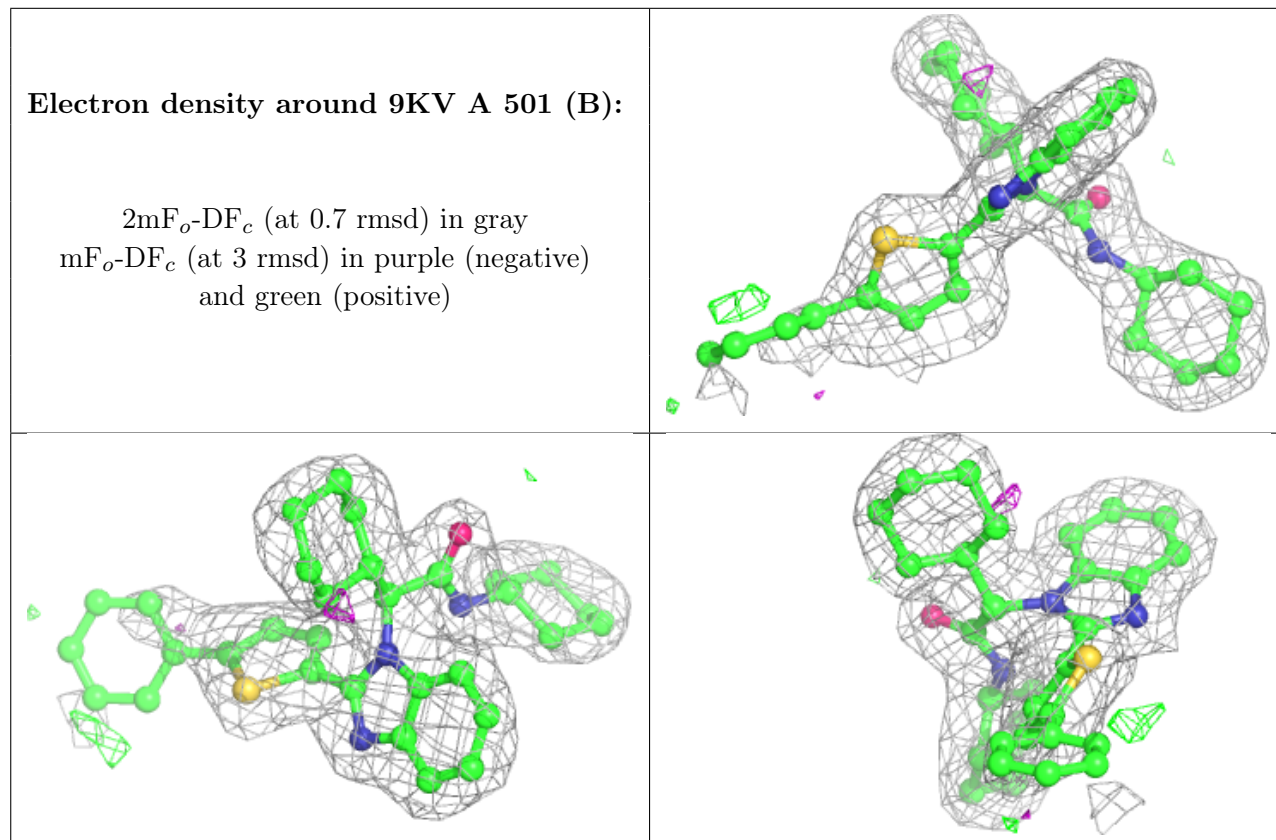 Electron density around 9KV A 501 (B):
2mFₒ-DF𝒸 (at 0.7 rmsd) in gray
mFₒ-DF𝒸 (at 3 rmsd) in purple (negative)
and green (positive)